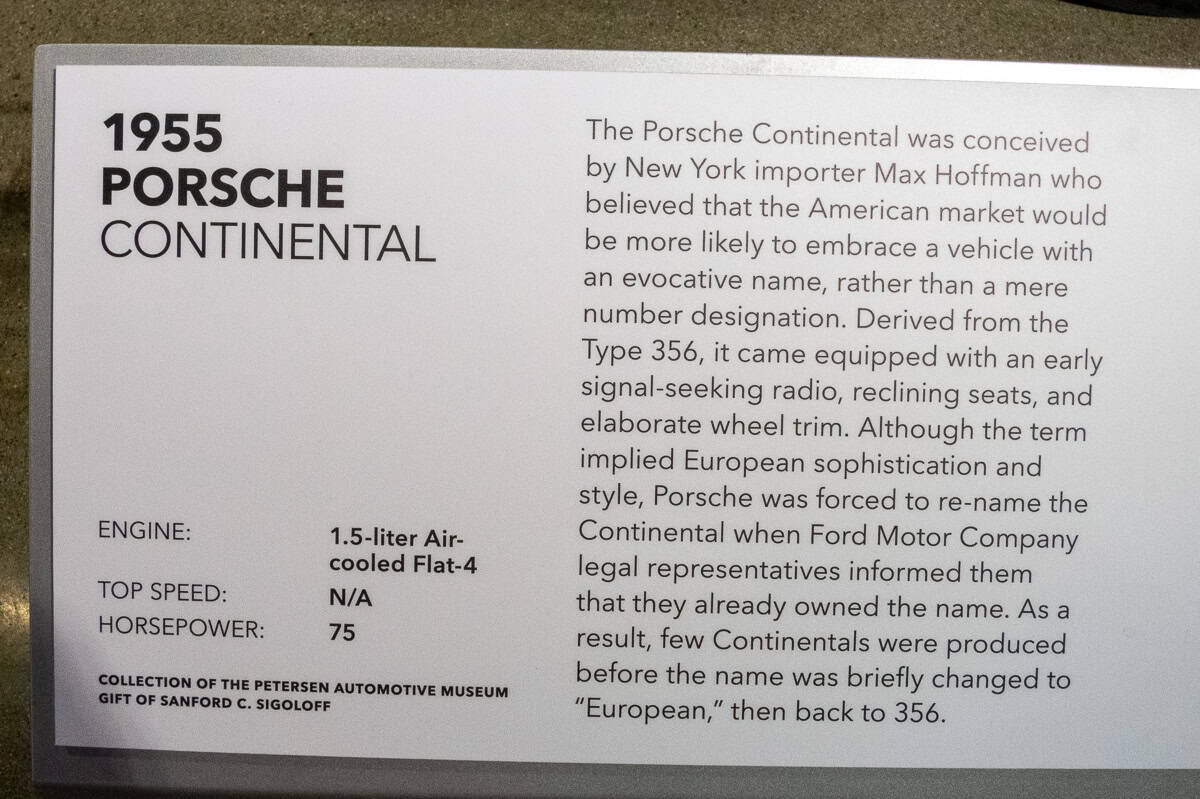 1955
PORSCHE
CONTINENTAL
ENGINE: 1.5-liter Air-
cooled Flat-4
TOP SPEED: N/A
HORSEPOWER: 75
COLLECTION OF THE PETERSEN AUTOMOTIVE MUSEUM
GIFT OF SANFORD C. SIGOLOFF
The Porsche Continental was conceived
by New York importer Max Hoffman who
believed that the American market would
be more likely to embrace a vehicle with
an evocative name, rather than a mere
number designation. Derived from the
Type 356, it came equipped with an early
signal-seeking radio, reclining seats, and
elaborate wheel trim. Although the term
implied European sophistication and
style, Porsche was forced to re-name the
Continental when Ford Motor Company
legal representatives informed them
that they already owned the name. As a
result, few Continentals were produced
before the name was briefly changed to
“European,” then back to 356.